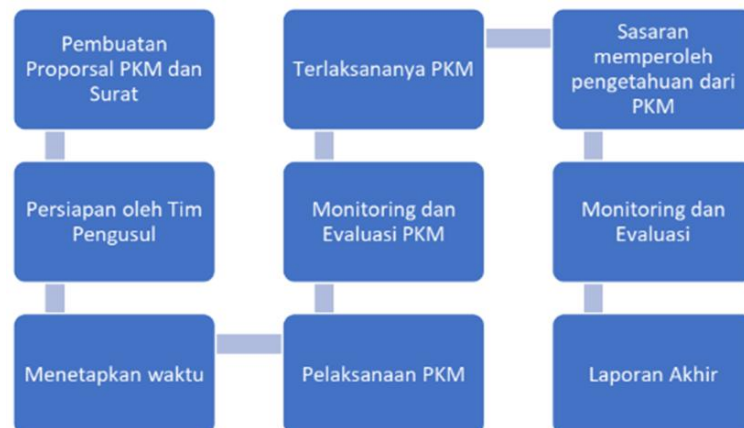 Pembuatan
Proporsal PKM dan
Surat
Persiapan oleh Tim
Pengusul
Menetapkan waktu
Pelaksanaan PKM
Monitoring dan
Evaluasi PKM
Terlaksananya PKM
Sasaran
memperoleh
pengetahuan dari
PKM
Monitoring dan
Evaluasi
Laporan Akhir